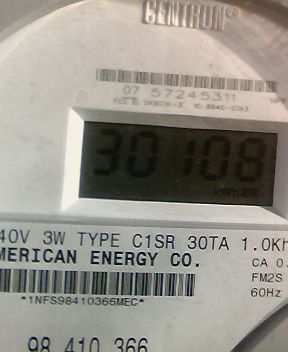 CENTRON®
07 57245311
30108
kWh
40V 3W TYPE C1SR 30TA 1.0Kh
MERICAN ENERGY CO.
CA 0.
FM2S
60Hz
*1NFS98410366MEC*
98 410 366